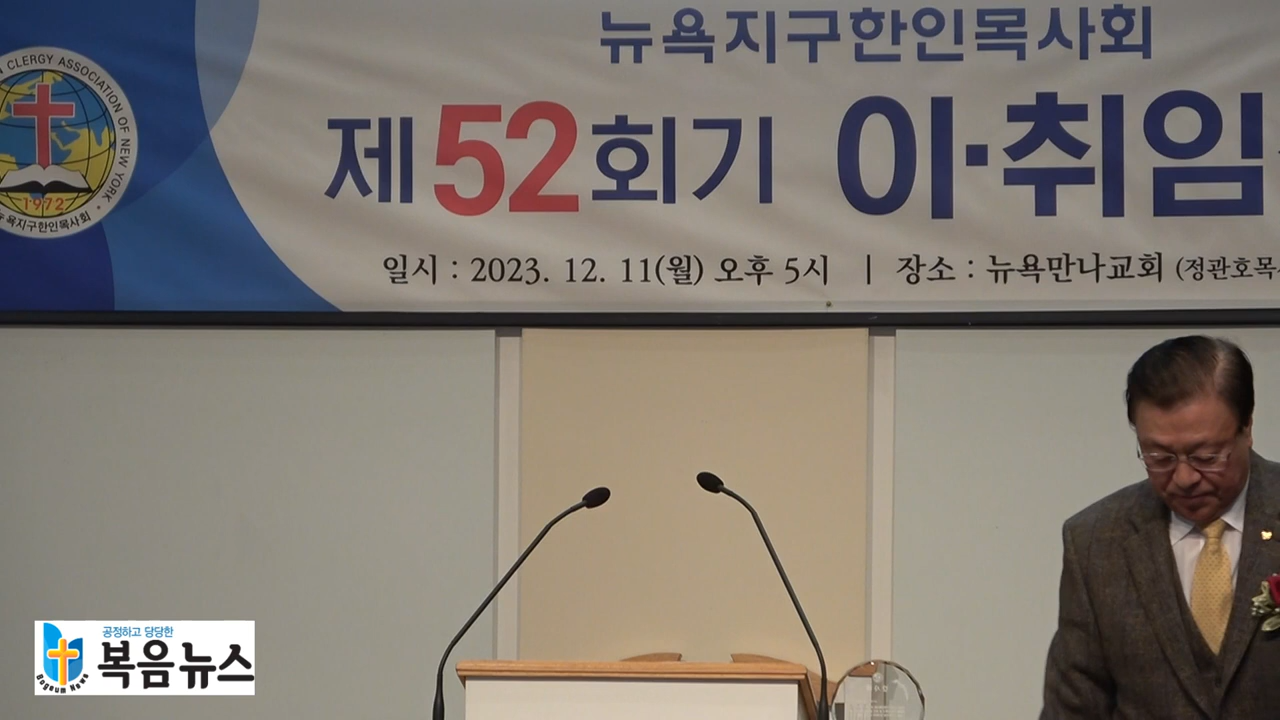 뉴욕지구한인목사회
제52회기 이·취임
일시 : 2023. 12. 11(월) 오후 5시 | 장소 : 뉴욕만나교회 (정관호목
CLERGY ASSOCIATION OF NEW YORK
1972
뉴욕지구한인목사회
공정하고 당당한
복음뉴스
Bogeum News